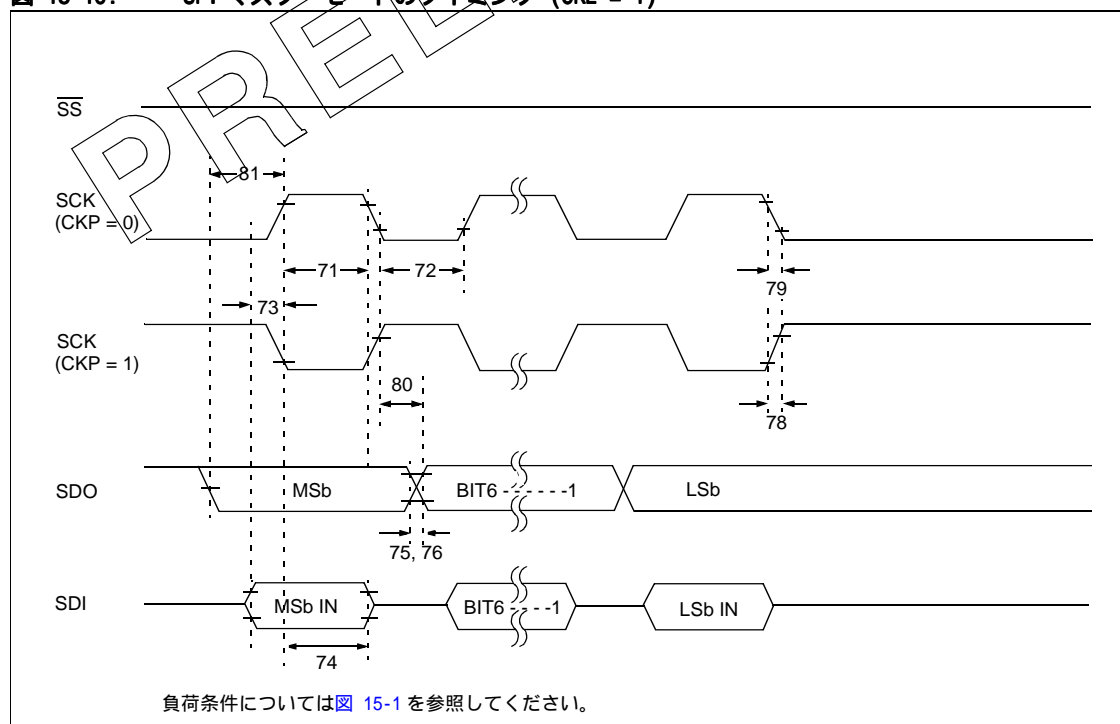 SS
PREL
81
SCK
(CKP = 0)
71
72
79
73
SCK
(CKP = 1)
80
78
SDO
MSb
BIT6 - - - - - -1
LSb
75, 76
SDI
MSb IN
BIT6 - - - - -1
LSb IN
74
負荷条件については図 15-1 を参照してください。